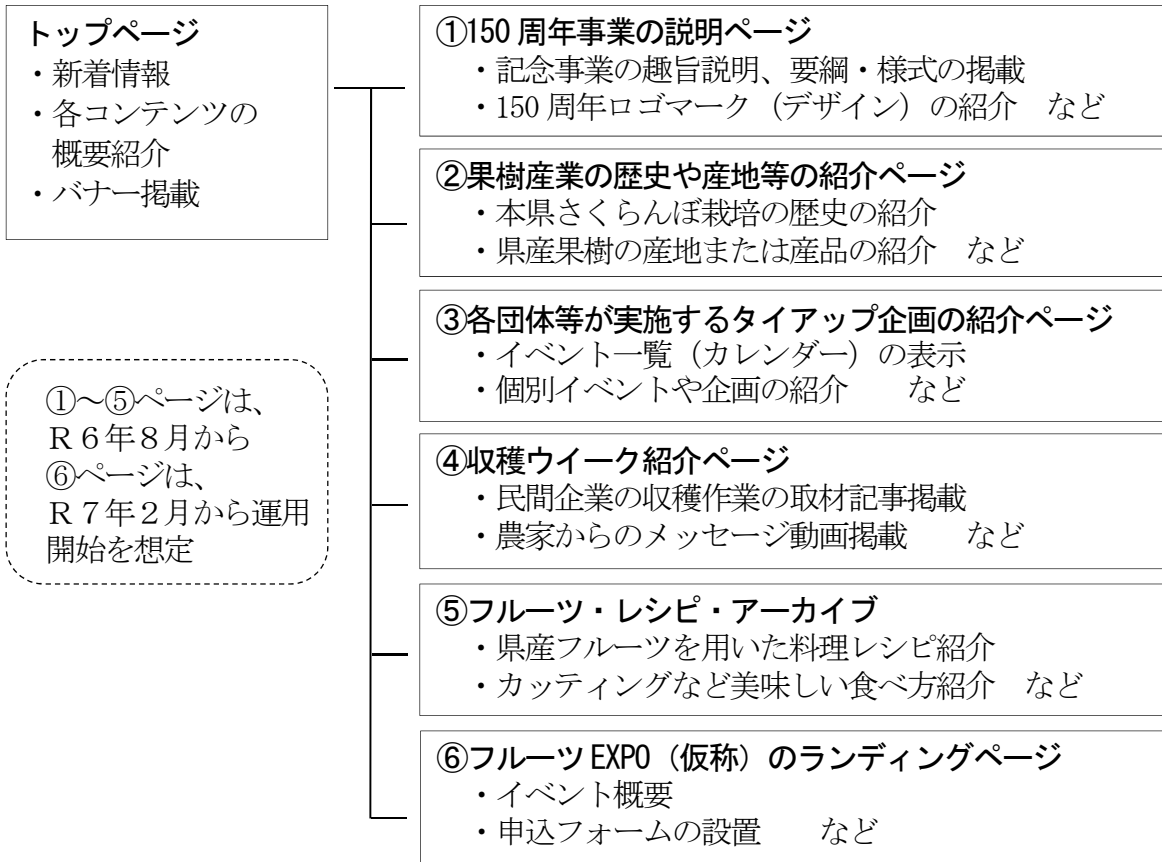 トップページ
・新着情報
・各コンテンツの
概要紹介
・バナー掲載
①～⑤ページは、
Ｒ６年８月から
⑥ページは、
Ｒ７年２月から運用
開始を想定
①150周年事業の説明ページ
・記念事業の趣旨説明、要綱・様式の掲載
・150周年ロゴマーク（デザイン）の紹介　など
②果樹産業の歴史や産地等の紹介ページ
・本県さくらんぼ栽培の歴史の紹介
・県産果樹の産地または産品の紹介　など
③各団体等が実施するタイアップ企画の紹介ページ
・イベント一覧（カレンダー）の表示
・個別イベントや企画の紹介　　など
④収穫ウイーク紹介ページ
・民間企業の収穫作業の取材記事掲載
・農家からのメッセージ動画掲載　　など
⑤フルーツ・レシピ・アーカイブ
・県産フルーツを用いた料理レシピ紹介
・カッティングなど美味しい食べ方紹介　など
⑥フルーツEXPO（仮称）のランディングページ
・イベント概要
・申込フォームの設置　　など